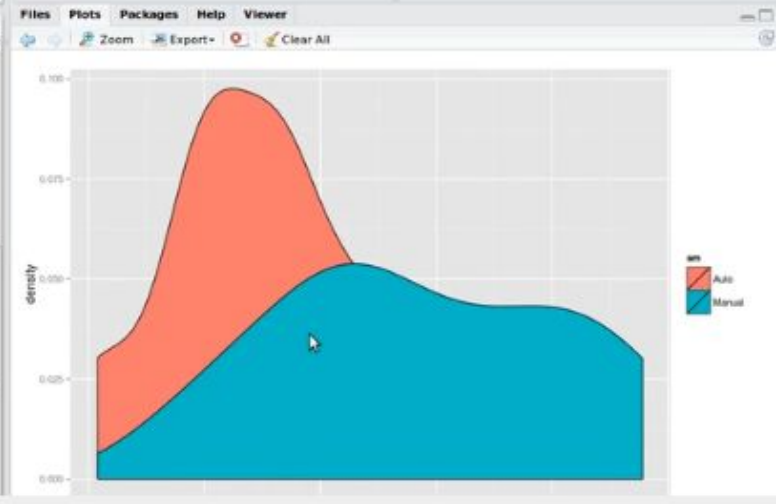 Files Plots Packages Help Viewer
Zoom Export Clear All
0.100
0.075
0.050
0.025
0.000
density
am
Auto
Manual